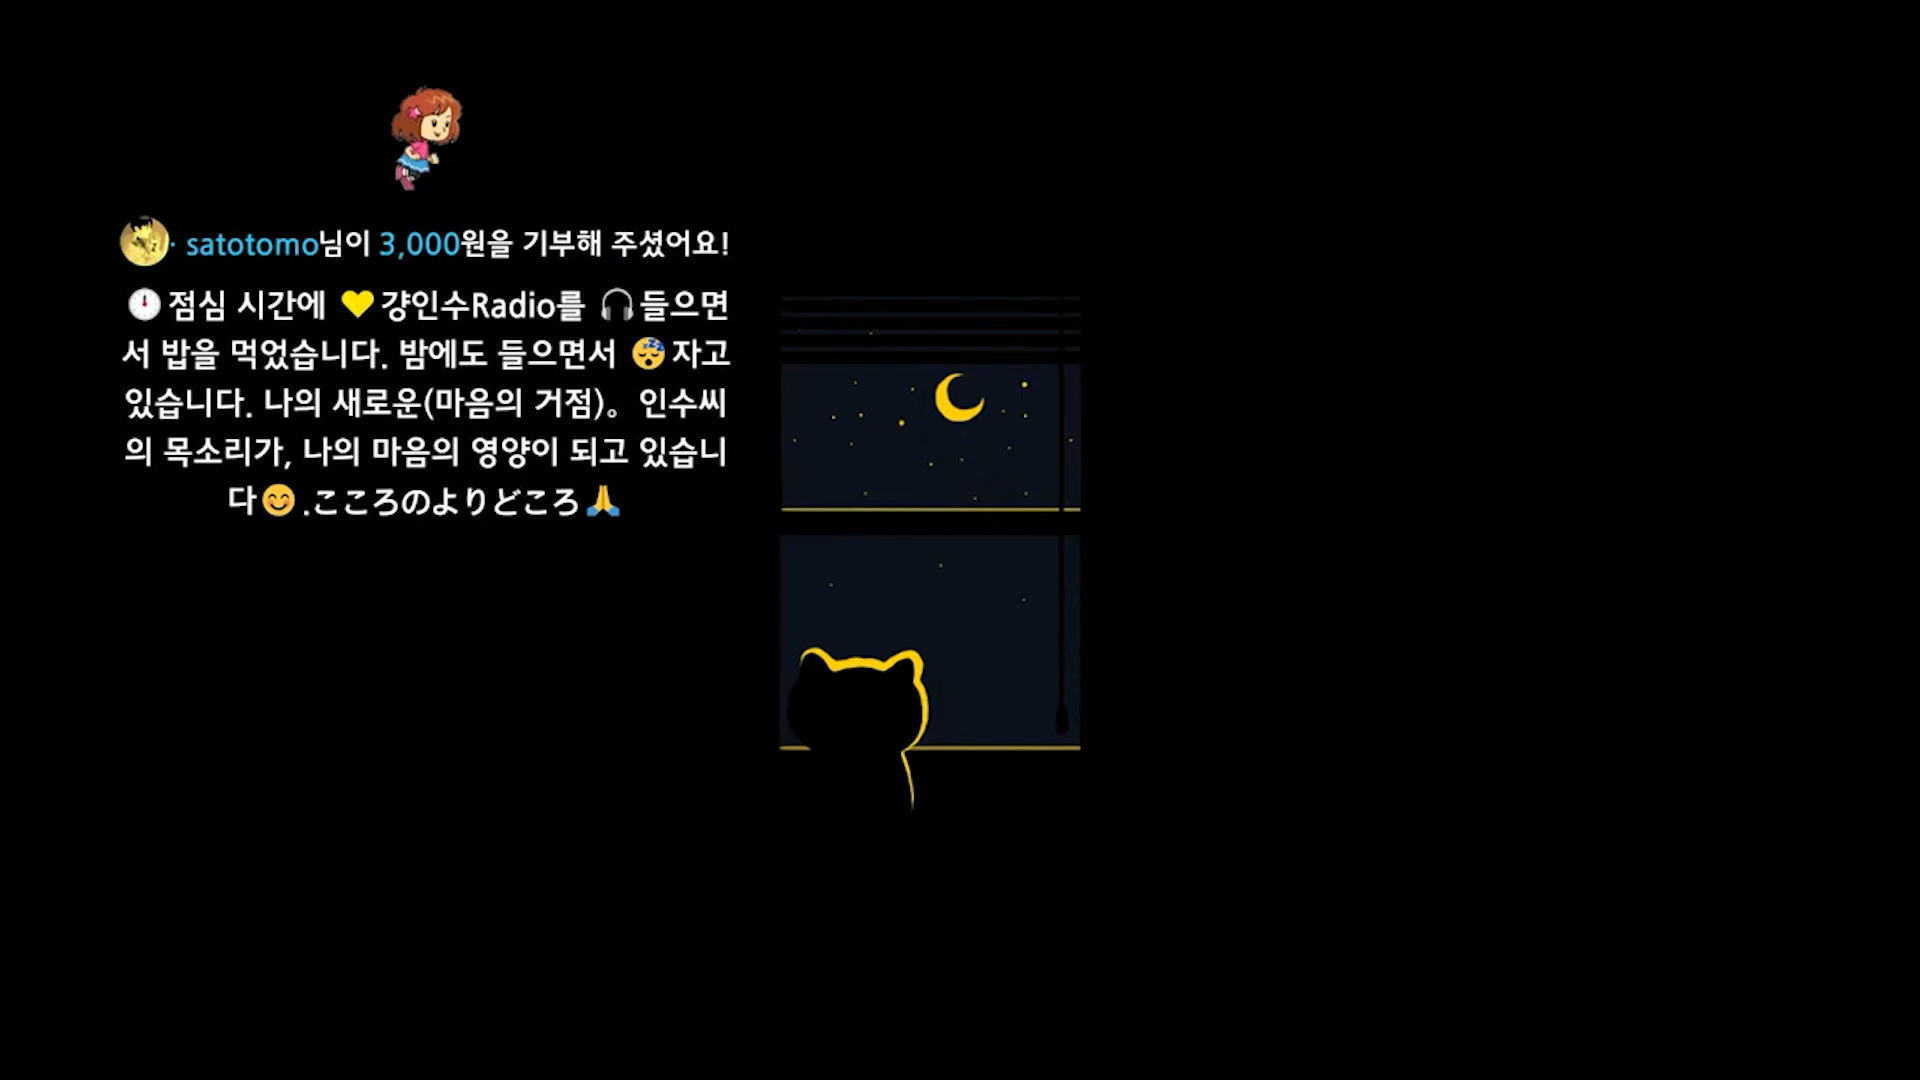 satotomo님이 3,000원을 기부해 주셨어요!
🕛점심 시간에 💛걍인수Radio를 🎧들으면
서 밥을 먹었습니다. 밤에도 들으면서 😴자고
있습니다. 나의 새로운(마음의 거점)。인수씨
의 목소리가, 나의 마음의 영양이 되고 있습니
다😊.こころのよりどころ🙏